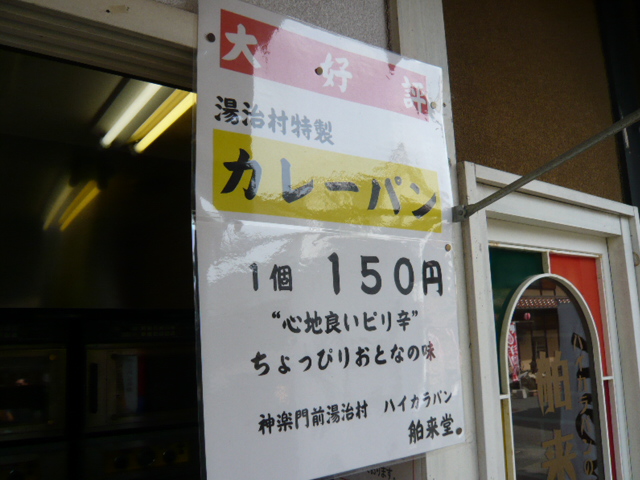 大好評
湯治村特製
カレーパン
1個 150円
“心地良いピリ辛”
ちょっぴりおとなの味
神楽門前湯治村 ハイカラパン
舶来堂。
舶来